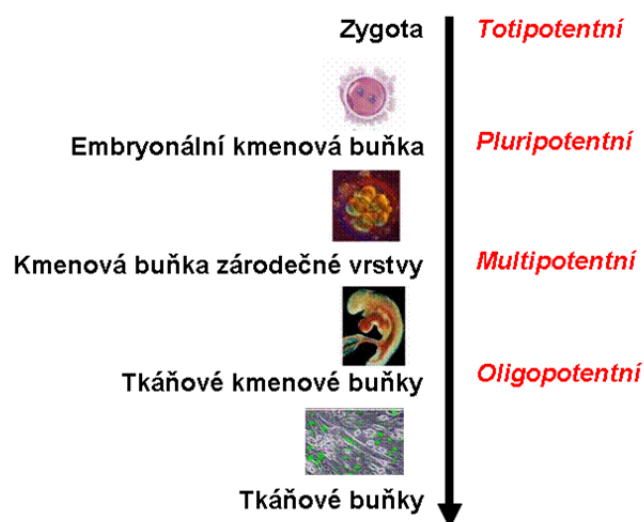 Zygota
Totipotentní
Embryonální kmenová buňka
Pluripotentní
Kmenová buňka zárodečné vrstvy
Multipotentní
Tkáňové kmenové buňky
Oligopotentní
Tkáňové buňky